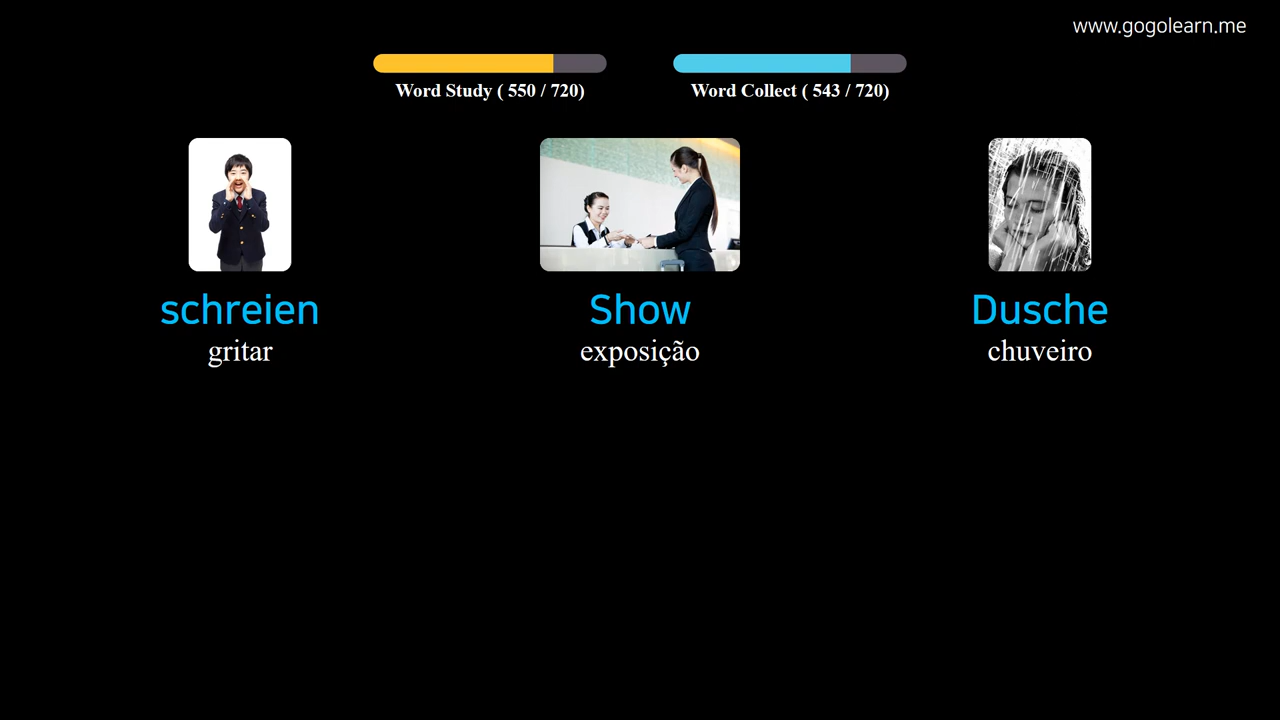 www.gogolearn.me
Word Study ( 550 / 720)
Word Collect ( 543 / 720)
schreien
gritar
Show
exposição
Dusche
chuveiro